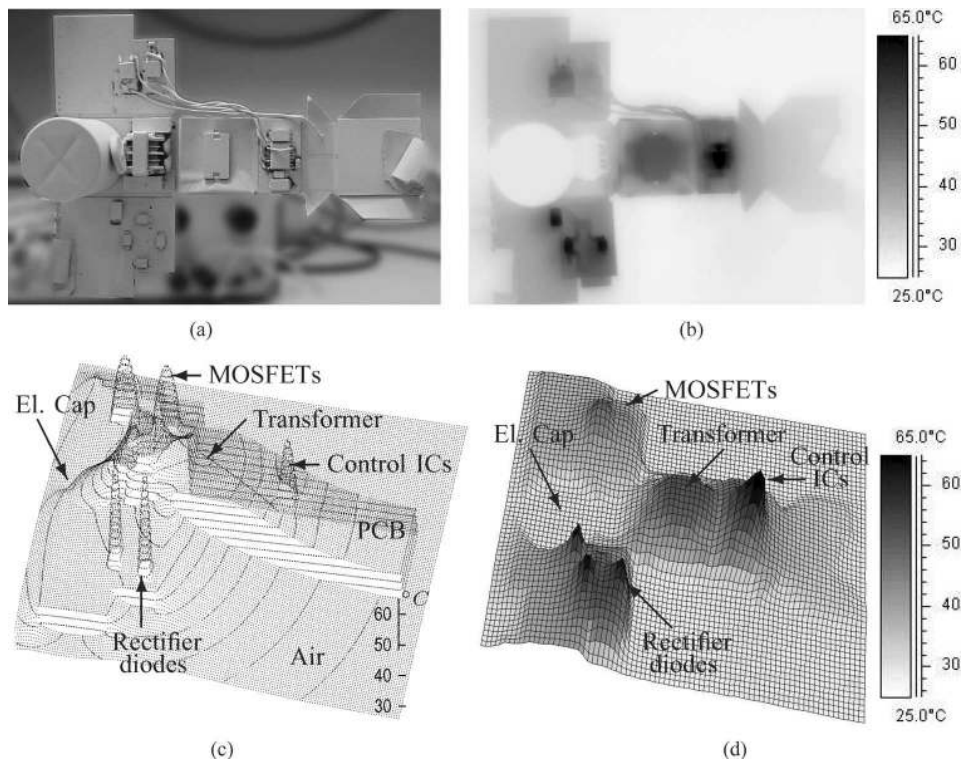 65.0°C
60
50
40
30
25.0°C
(a)
(b)
MOSFETs
El. Cap
Transformer
Control ICs
PCB
°C
60
50
40
30
Rectifier
diodes
Air
(c)
MOSFETs
El. Cap
Transformer
Control
ICs
Rectifier
diodes
65.0°C
60
50
40
30
25.0°C
(d)